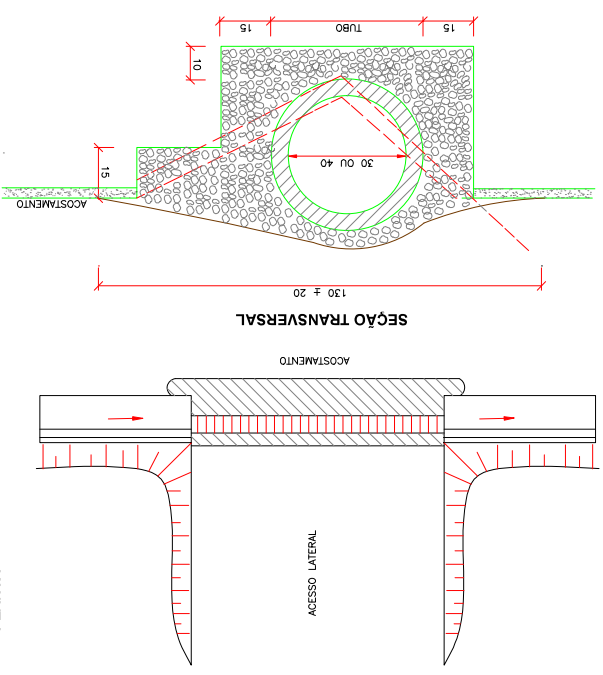 15
TUBO
15
10
30 OU 40
15
ACOSTAMENTO
130 ± 20
SEÇÃO TRANSVERSAL
ACOSTAMENTO
ACESSO LATERAL